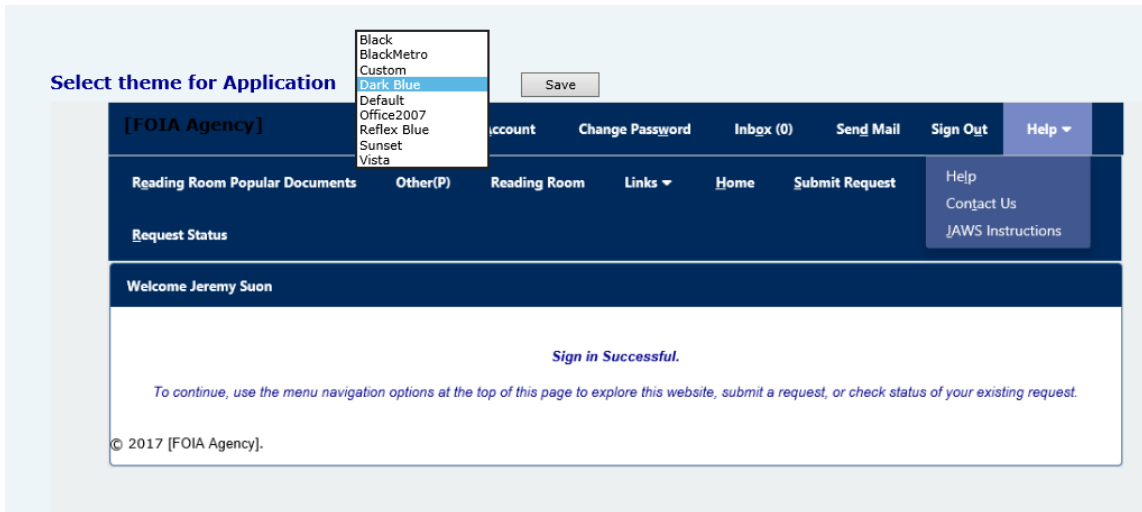 Black
BlackMetro
Custom
Select theme for Application Dark Blue Save
Default
Office2007
Reflex Blue
Sunset
Vista
[FOIA Agency] Account Change Password Inbox (0) Send Mail Sign Out Help
Reading Room Popular Documents Other(P) Reading Room Links Home Submit Request
Help
Contact Us
JAWS Instructions
Request Status
Welcome Jeremy Suon
Sign in Successful.
To continue, use the menu navigation options at the top of this page to explore this website, submit a request, or check status of your existing request.
© 2017 [FOIA Agency].